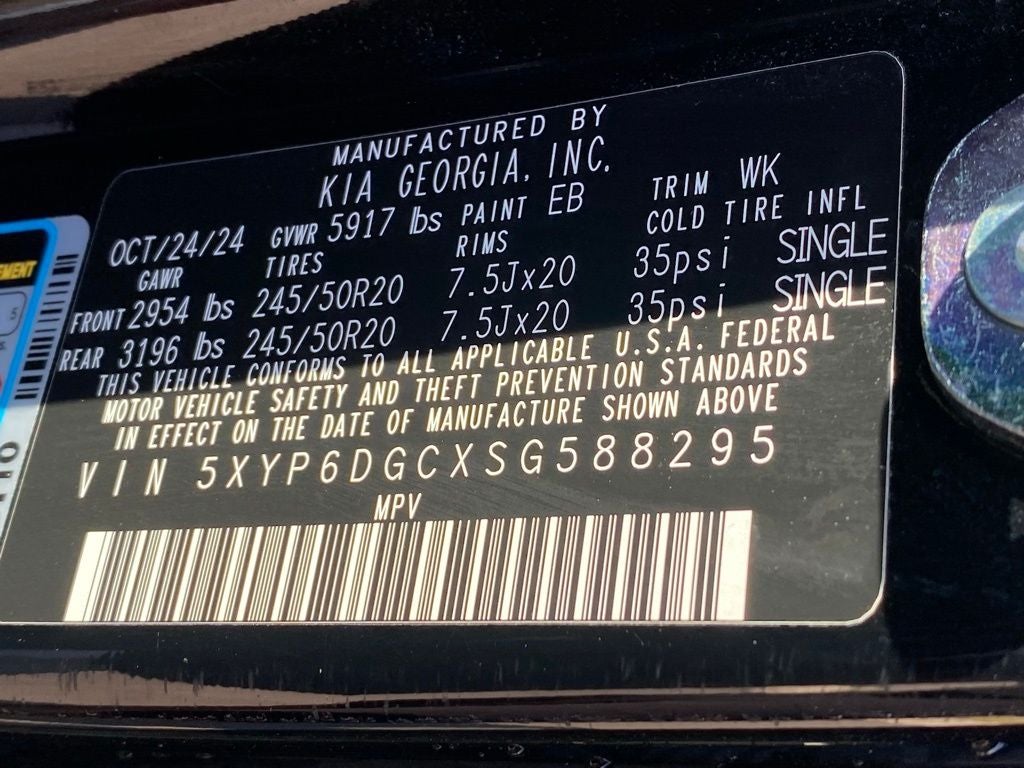 MANUFACTURED BY
KIA GEORGIA, INC.
OCT/24/24 GVWR 5917 lbs PAINT EB TRIM WK
GAWR TIRES RIMS COLD TIRE INFL
FRONT 2954 lbs 245/50R20 7.5Jx20 35psi SINGLE
REAR 3196 lbs 245/50R20 7.5Jx20 35psi SINGLE
THIS VEHICLE CONFORMS TO ALL APPLICABLE U.S.A. FEDERAL
MOTOR VEHICLE SAFETY AND THEFT PREVENTION STANDARDS
IN EFFECT ON THE DATE OF MANUFACTURE SHOWN ABOVE
VIN 5XYP6DGCXSG588295
MPV
5